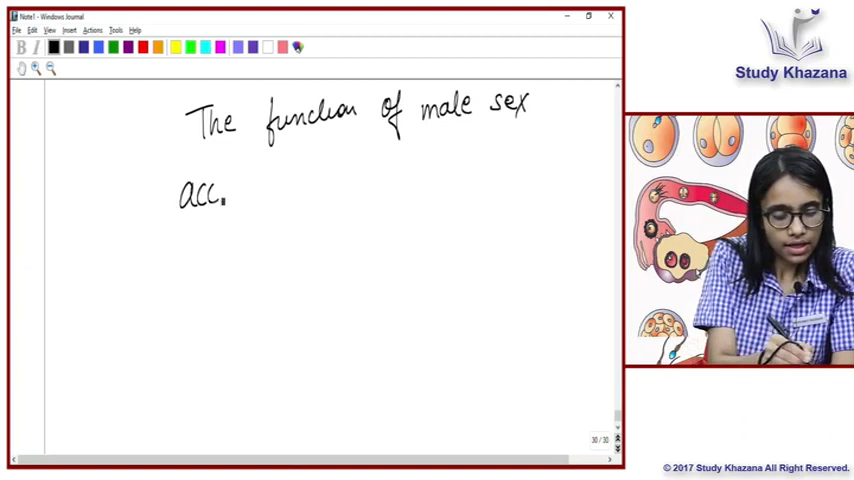 Note1 - Windows Journal
File Edit View Insert Actions Tools Help
B I
The function of male sex
acc.
30 / 30
Study Khazana
© 2017 Study Khazana All Right Reserved.